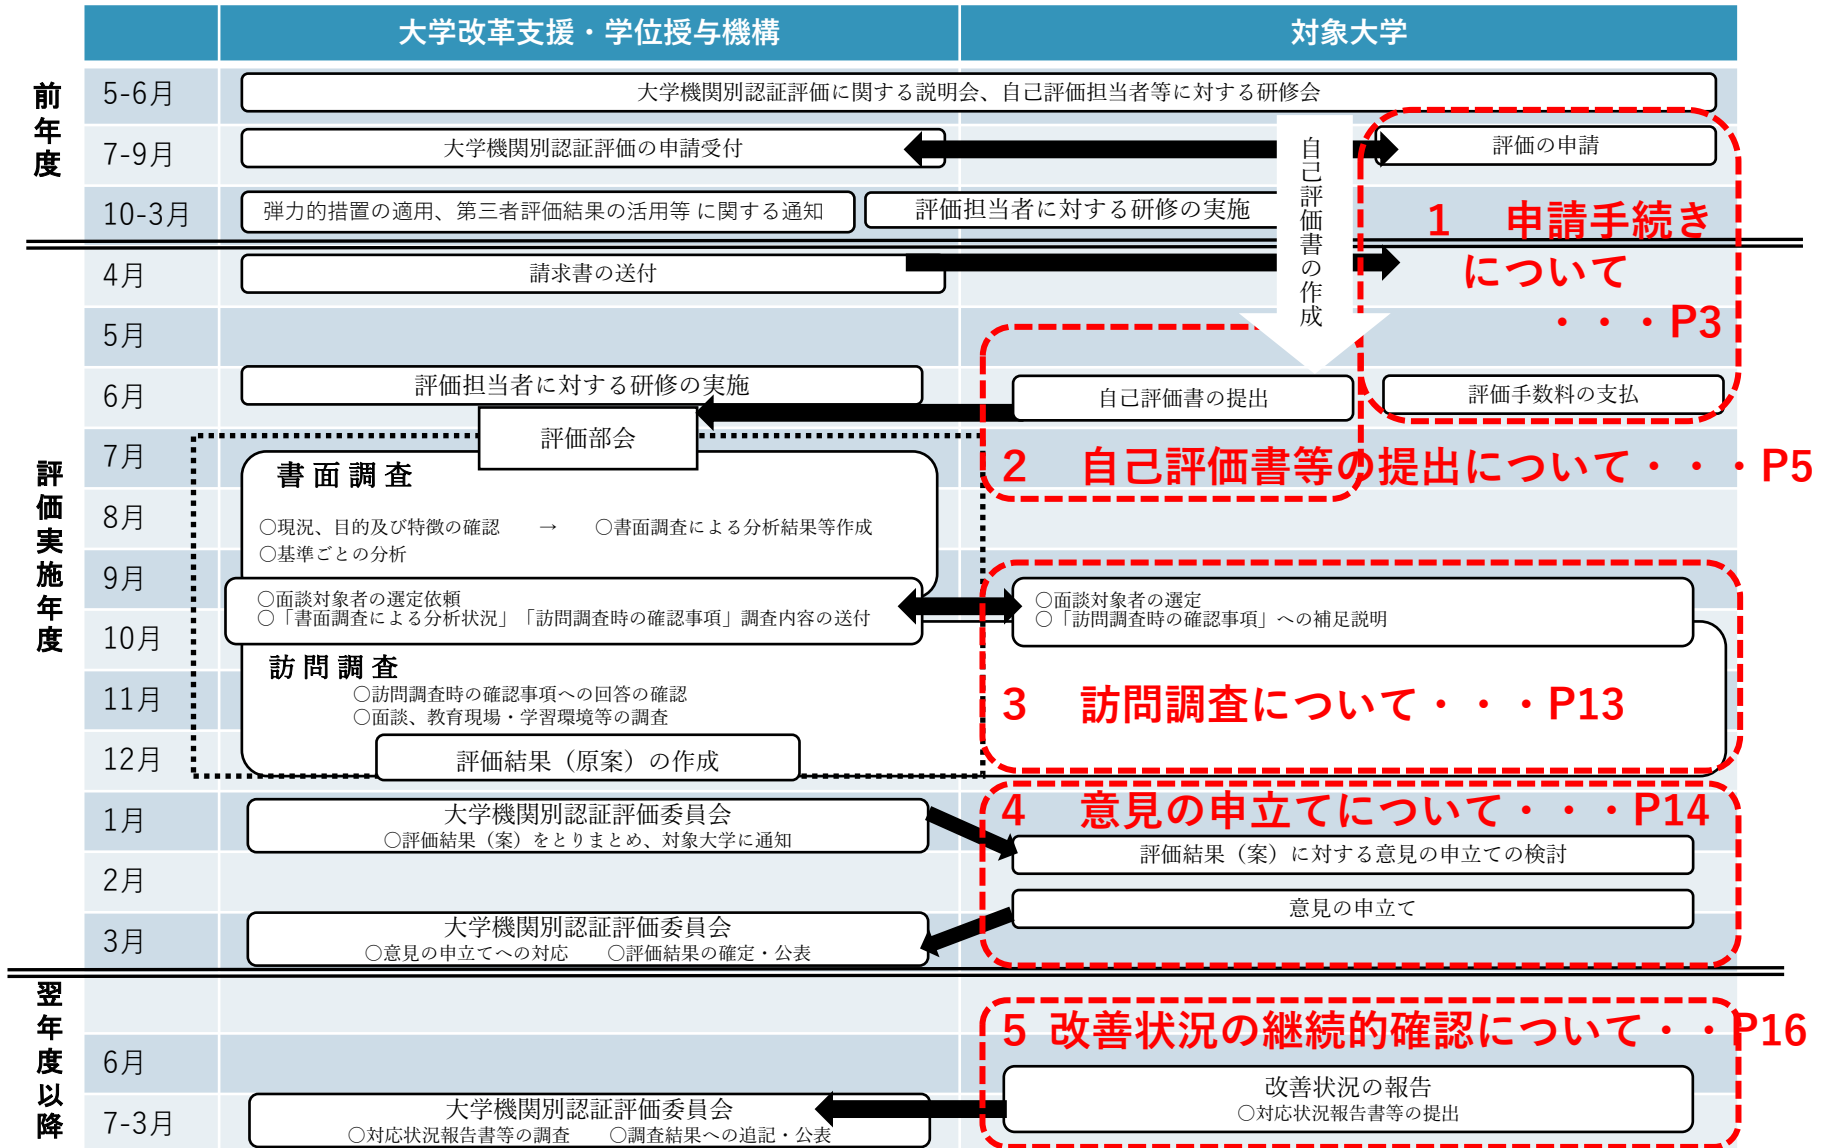 大学改革支援・学位授与機構
対象大学
前年度
5-6月
大学機関別認証評価に関する説明会、自己評価担当者等に対する研修会
7-9月
大学機関別認証評価の申請受付
評価の申請
自己評価書の作成
10-3月
弾力的措置の適用、第三者評価結果の活用等 に関する通知
評価担当者に対する研修の実施
1 申請手続き
について
・・・P3
評価実施年度
4月
請求書の送付
5月
6月
評価担当者に対する研修の実施
自己評価書の提出
評価手数料の支払
評価部会
7月
書面調査
2 自己評価書等の提出について・・・P5
8月
○現況、目的及び特徴の確認 → ○書面調査による分析結果等作成
○基準ごとの分析
9月
○面談対象者の選定依頼
○「書面調査による分析状況」「訪問調査時の確認事項」調査内容の送付
○面談対象者の選定
○「訪問調査時の確認事項」への補足説明
10月
訪問調査
11月
○訪問調査時の確認事項への回答の確認
○面談、教育現場・学習環境等の調査
3 訪問調査について・・・P13
12月
評価結果（原案）の作成
1月
大学機関別認証評価委員会
○評価結果（案）をとりまとめ、対象大学に通知
4 意見の申立てについて・・・P14
評価結果（案）に対する意見の申立ての検討
2月
意見の申立て
3月
大学機関別認証評価委員会
○意見の申立てへの対応 ○評価結果の確定・公表
翌年度以降
5 改善状況の継続的確認について・・P16
6月
改善状況の報告
○対応状況報告書等の提出
7-3月
大学機関別認証評価委員会
○対応状況報告書等の調査 ○調査結果への追記・公表